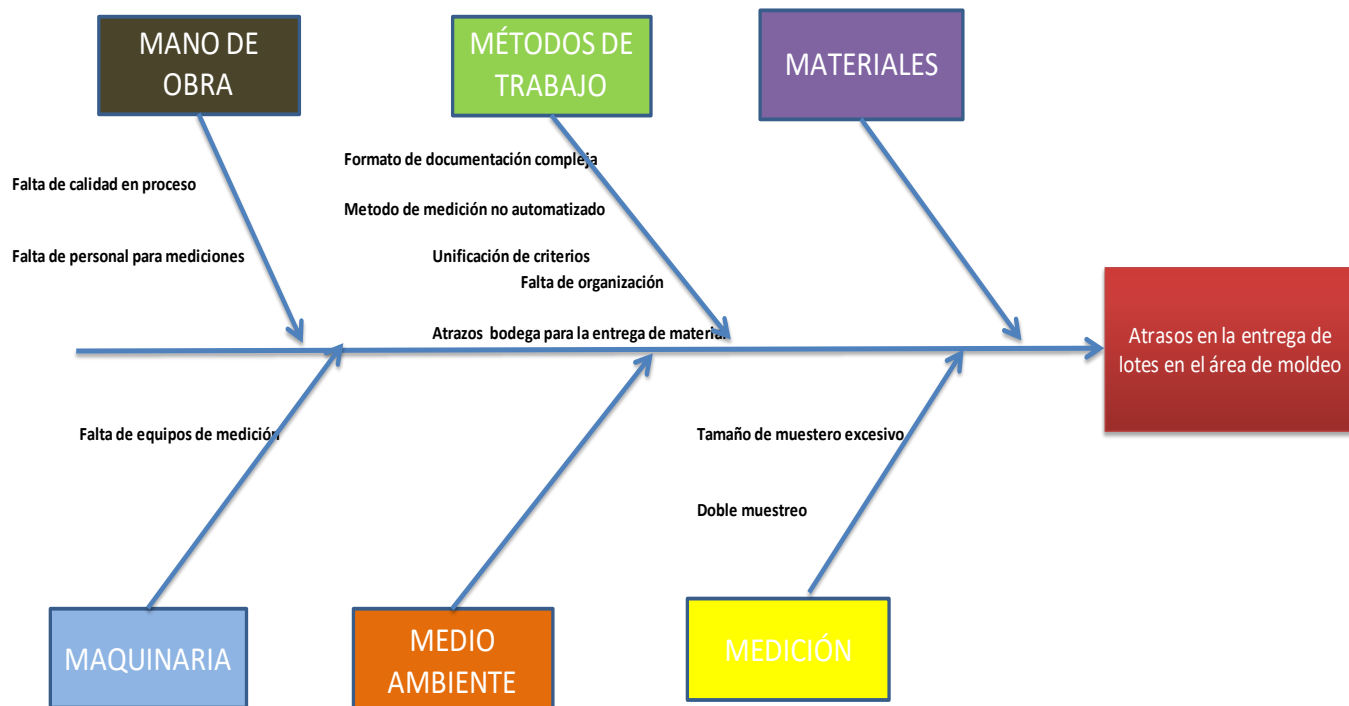 MANO DE
OBRA
MÉTODOS DE
TRABAJO
MATERIALES
Formato de documentación compleja
Falta de calidad en proceso
Metodo de medición no automatizado
Falta de personal para mediciones
Unificación de criterios
Falta de organización
Atrazos bodega para la entrega de material
Atrasos en la entrega de
lotes en el área de moldeo
Falta de equipos de medición
Tamaño de muestero excesivo
Doble muestreo
MAQUINARIA
MEDIO
AMBIENTE
MEDICIÓN